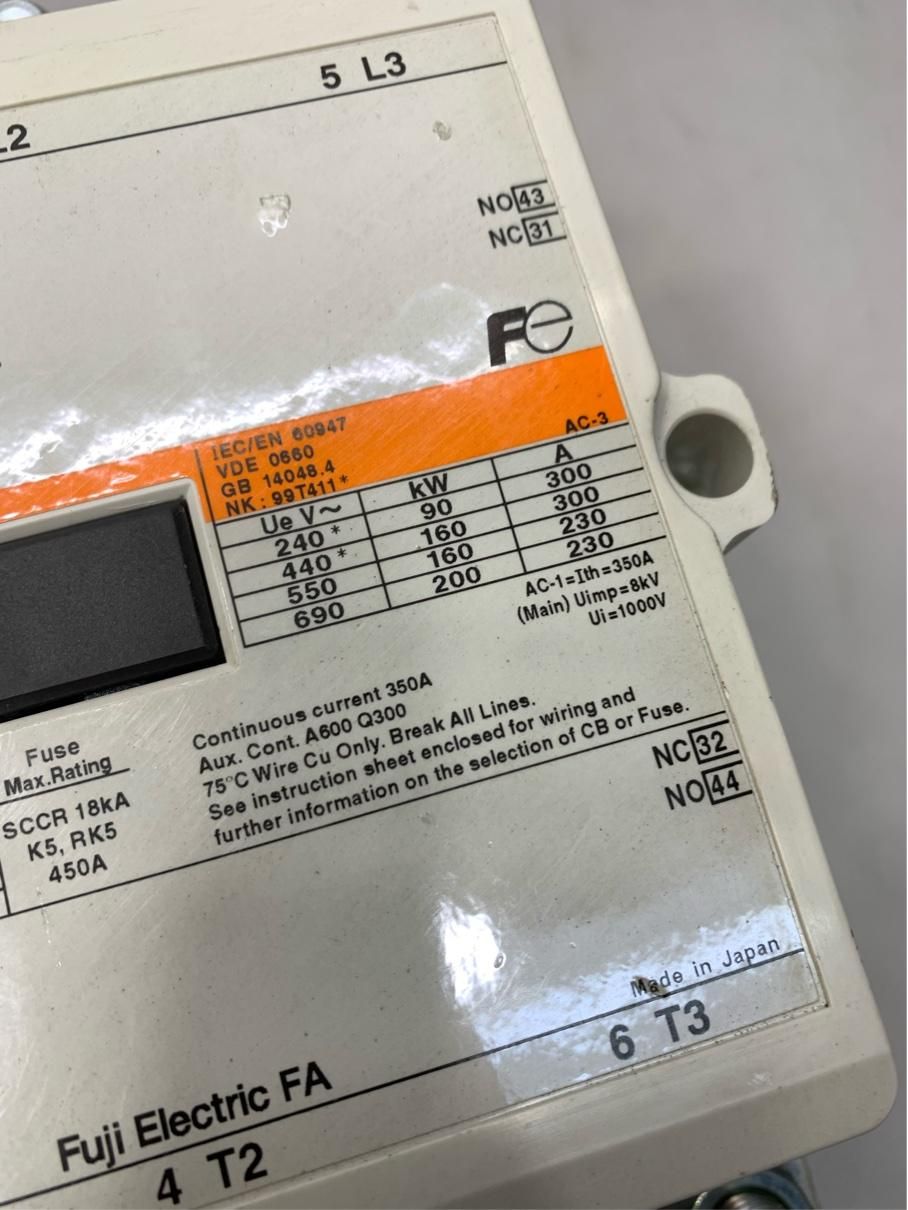 L2
5 L3
NO 43
NC 31
Fe
IEC/EN 60947
VDE 0660
GB 14048.4
NK : 99T411*
AC-3
Ue V~ kW A
240 * 90 300
440 * 160 300
550 160 230
690 200 230
AC-1=Ith=350A
(Main) Uimp=8kV
Ui=1000V
Continuous current 350A
Aux. Cont. A600 Q300
75°C Wire Cu Only. Break All Lines.
See instruction sheet enclosed for wiring and
further information on the selection of CB or Fuse.
Fuse
Max.Rating
SCCR 18kA
K5, RK5
450A
NC 32
NO 44
Made in Japan
6 T3
Fuji Electric FA
4 T2